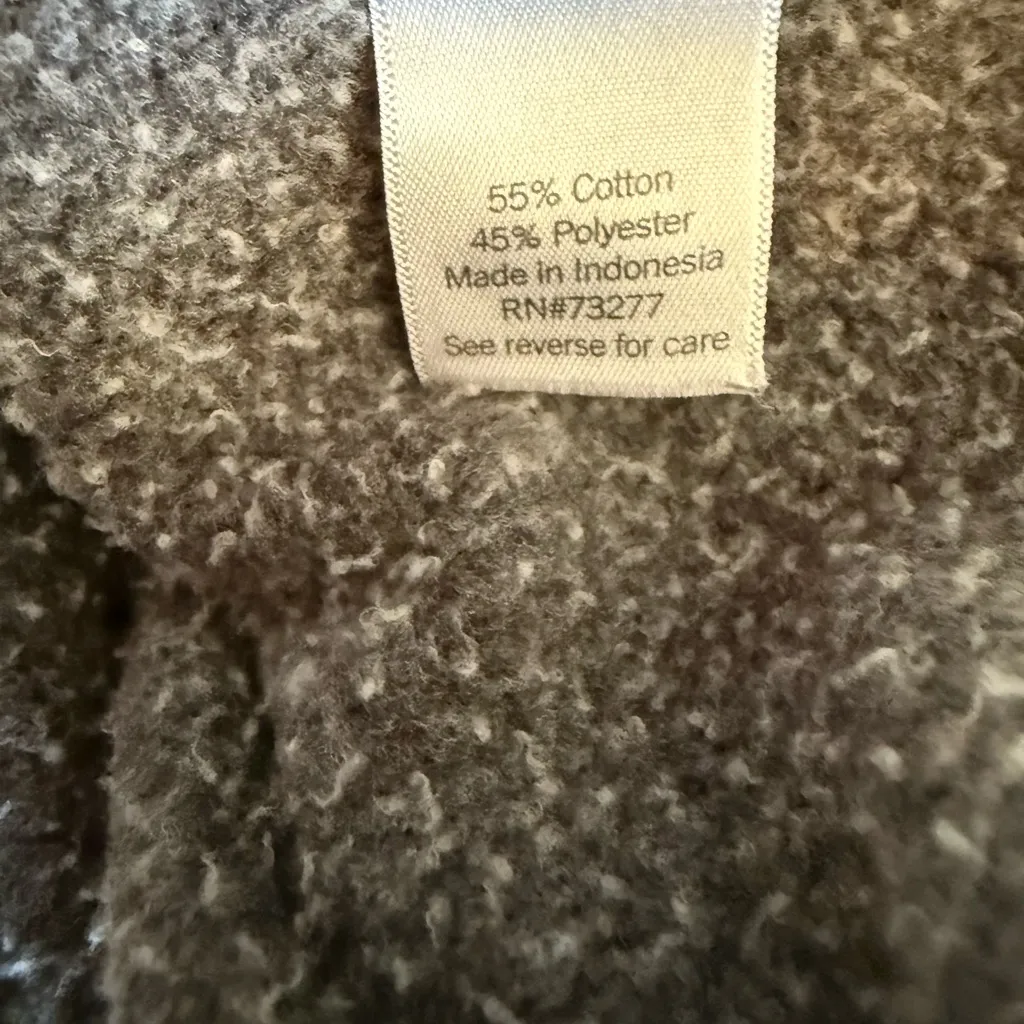 55% Cotton
45% Polyester
Made in Indonesia
RN#73277
See reverse for care